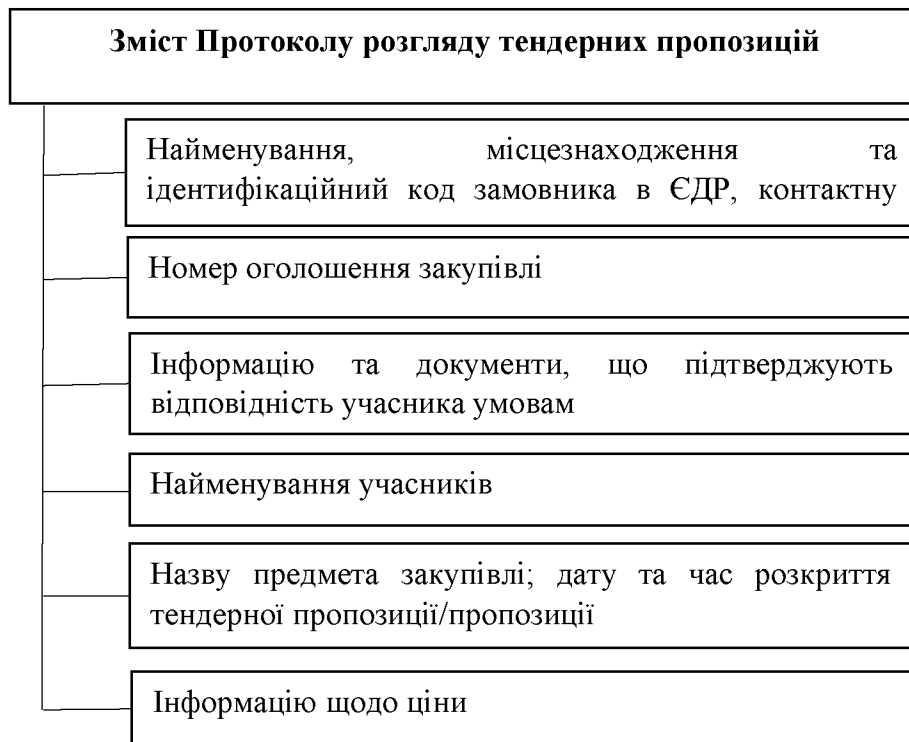 Зміст Протоколу розгляду тендерних пропозицій
Найменування, місцезнаходження та
ідентифікаційний код замовника в ЄДР, контактну
Номер оголошення закупівлі
Інформацію та документи, що підтверджують
відповідність учасника умовам
Найменування учасників
Назву предмета закупівлі; дату та час розкриття
тендерної пропозиції/пропозиції
Інформацію щодо ціни